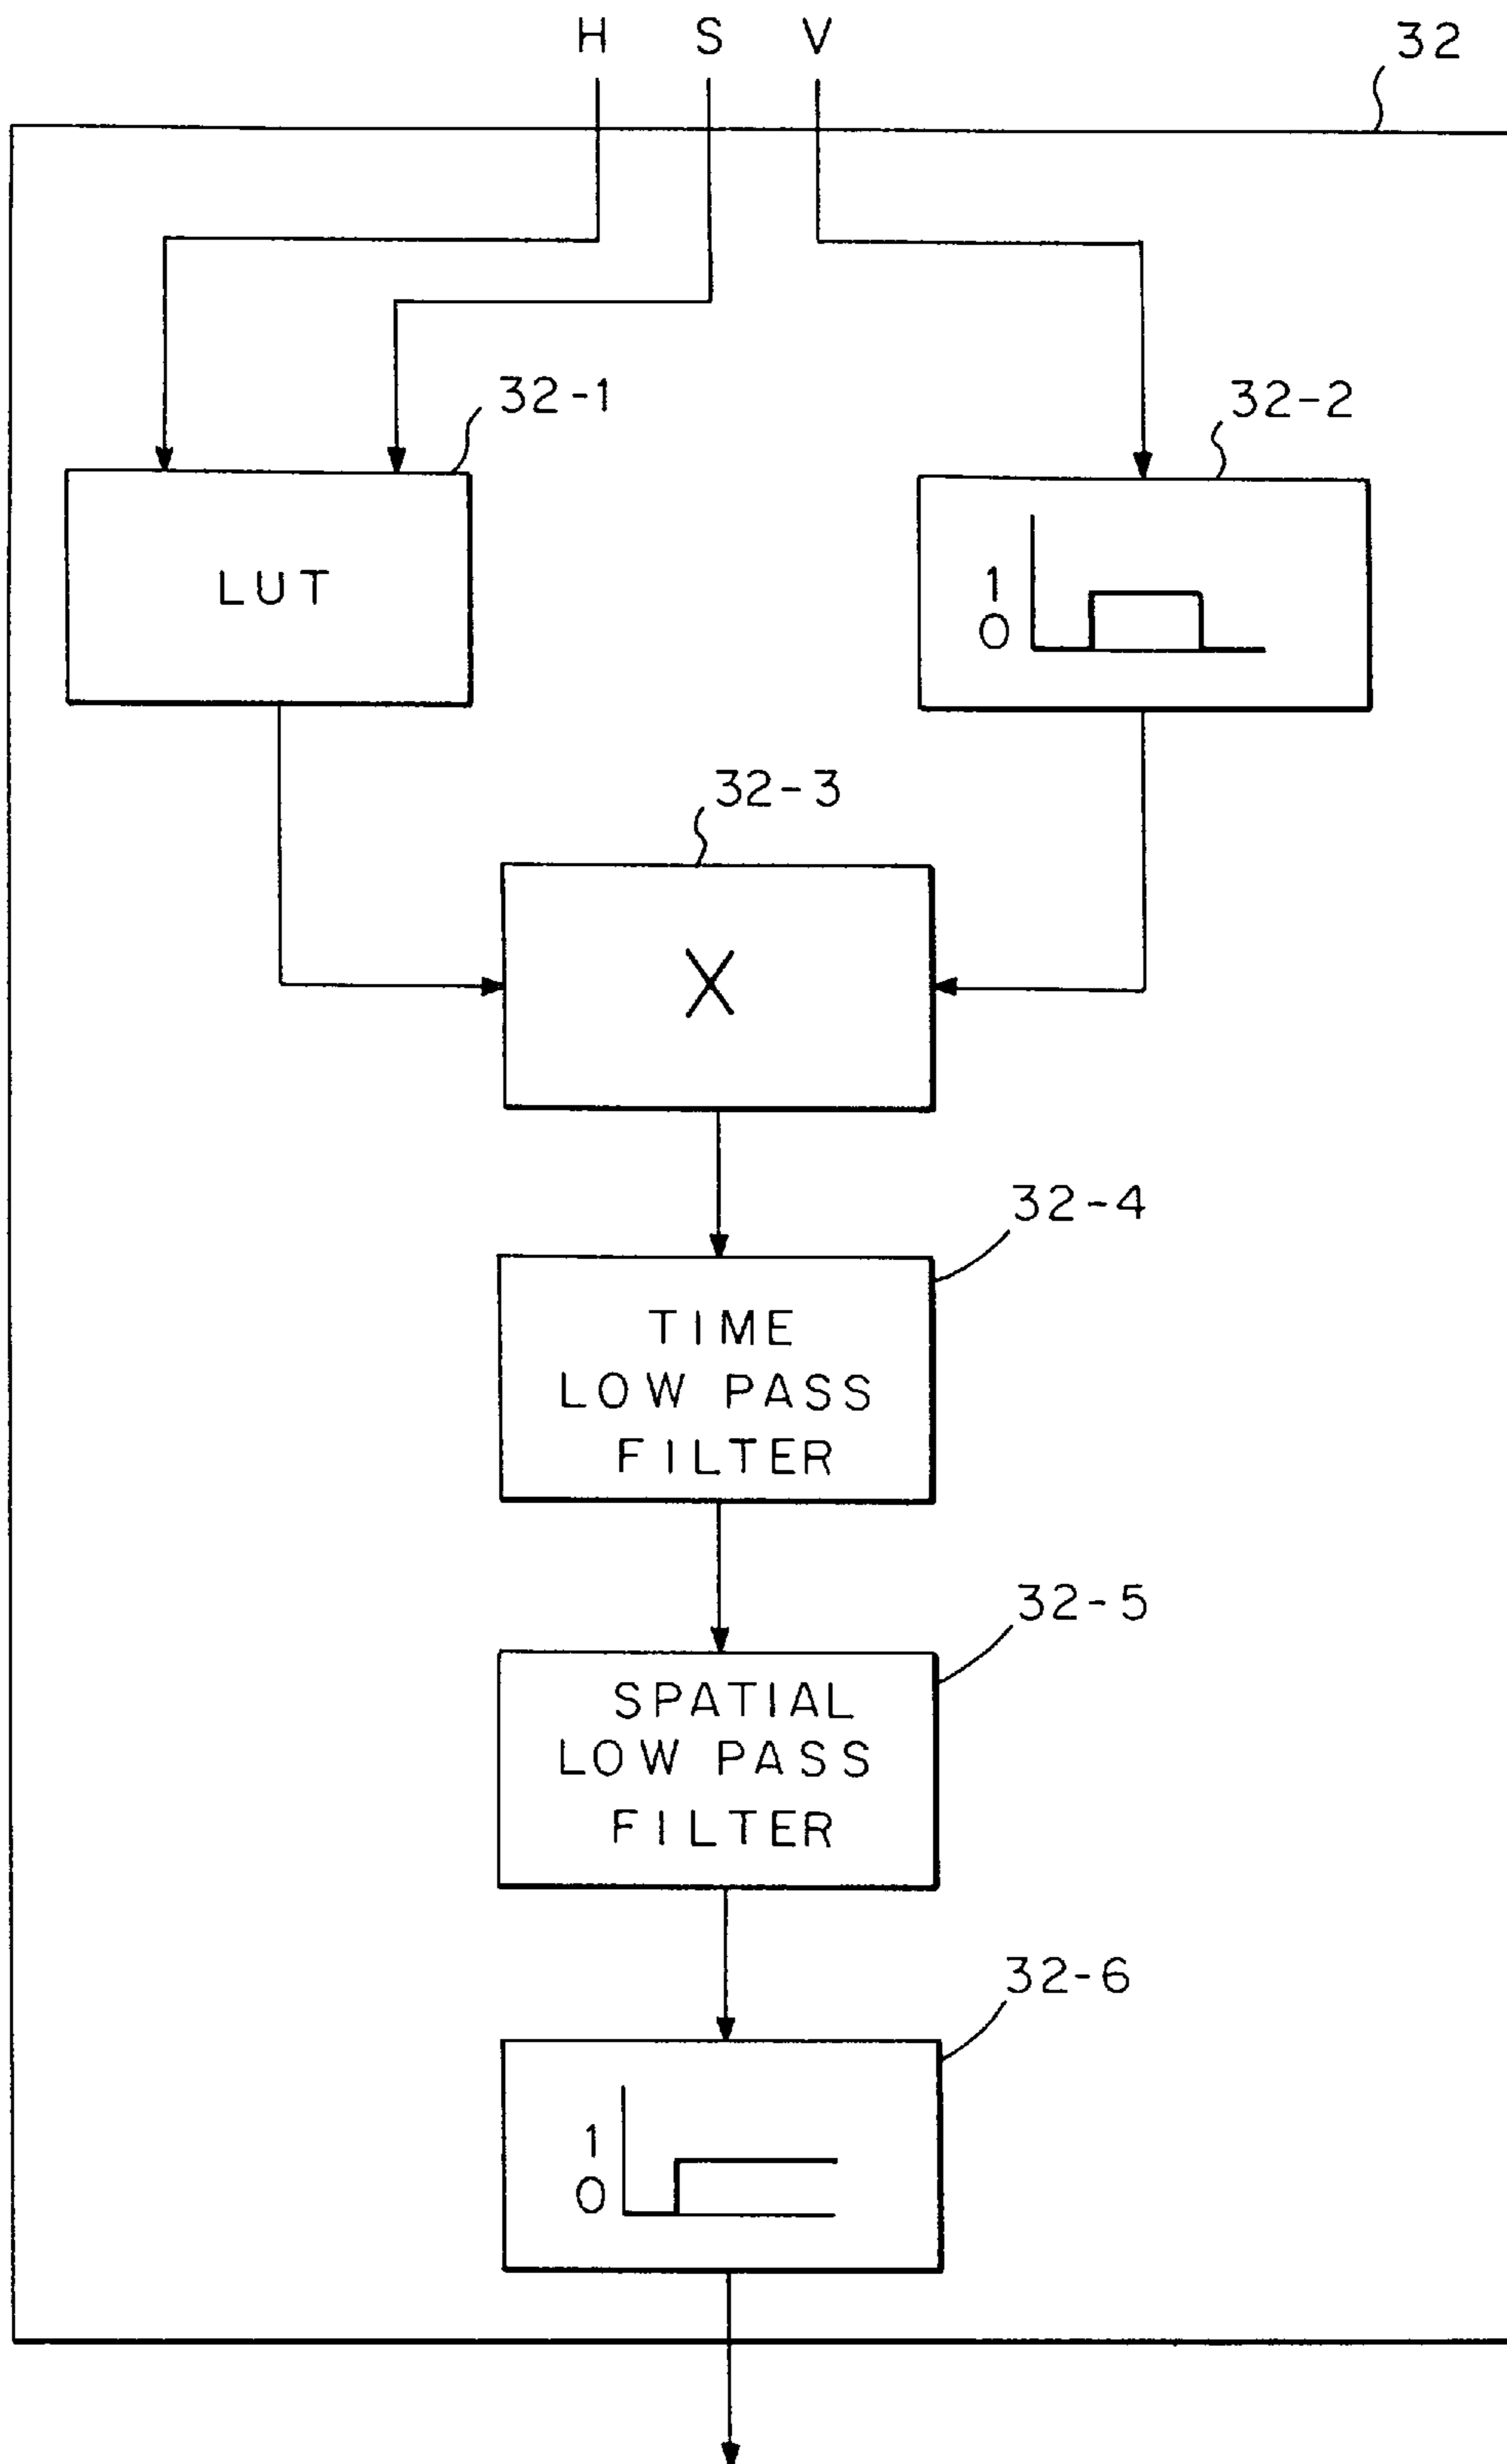 H S V
32
32-1
32-2
LUT
1
0
32-3
X
32-4
TIME
LOW PASS
FILTER
32-5
SPATIAL
LOW PASS
FILTER
32-6
1
0